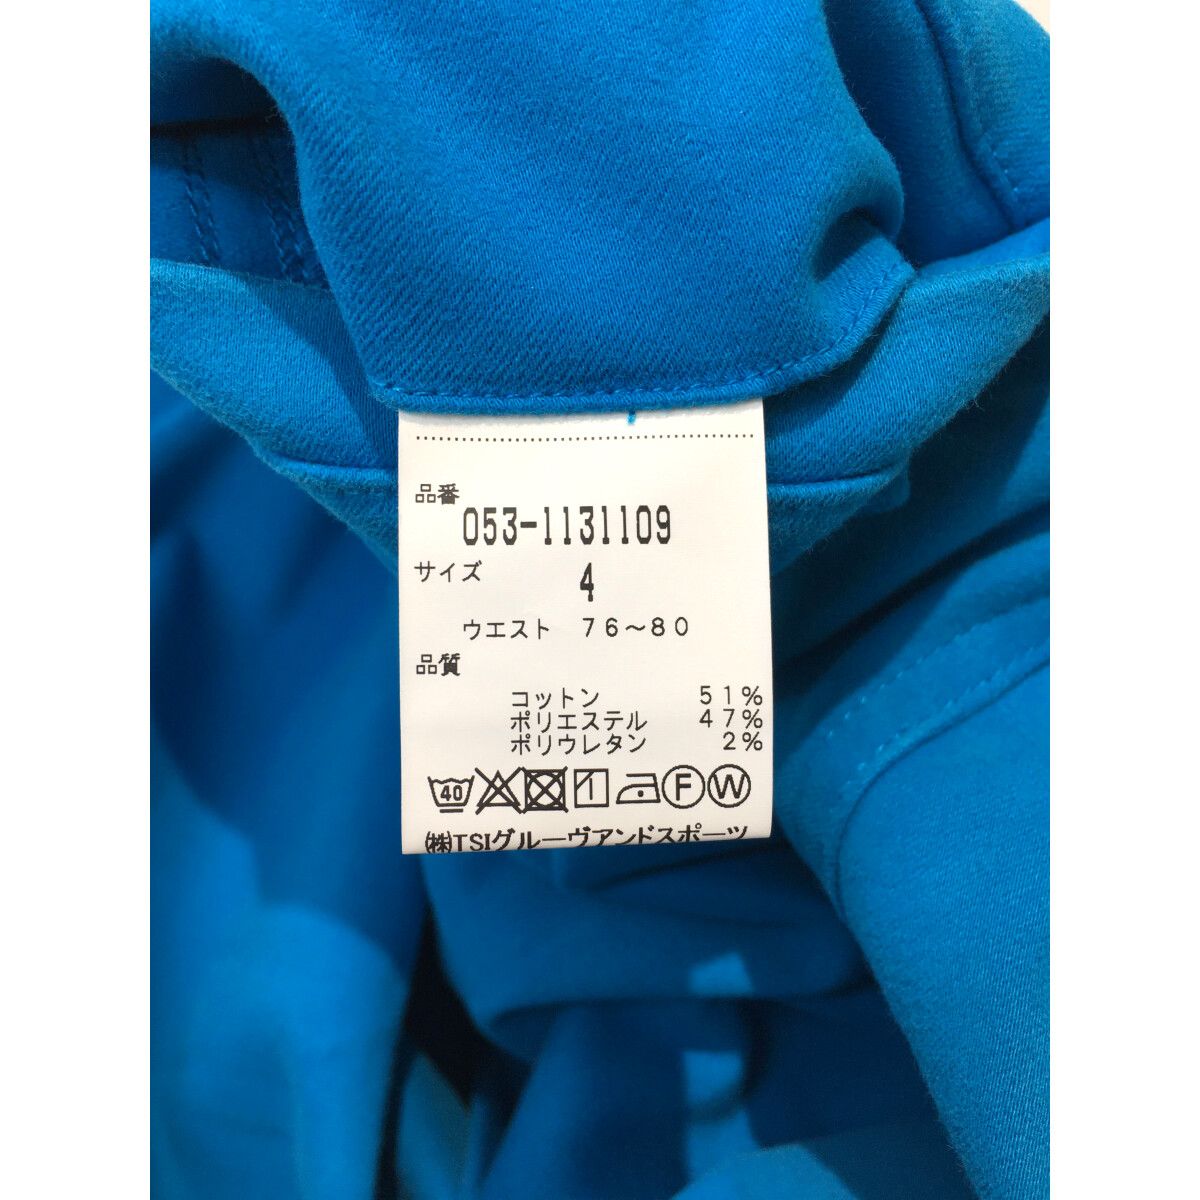 品番
053-1131109
サイズ 4
ウエスト 76～80
品質
コットン 51%
ポリエステル 47%
ポリウレタン 2%
40 F W
㈱TSIグルーヴアンドスポーツ